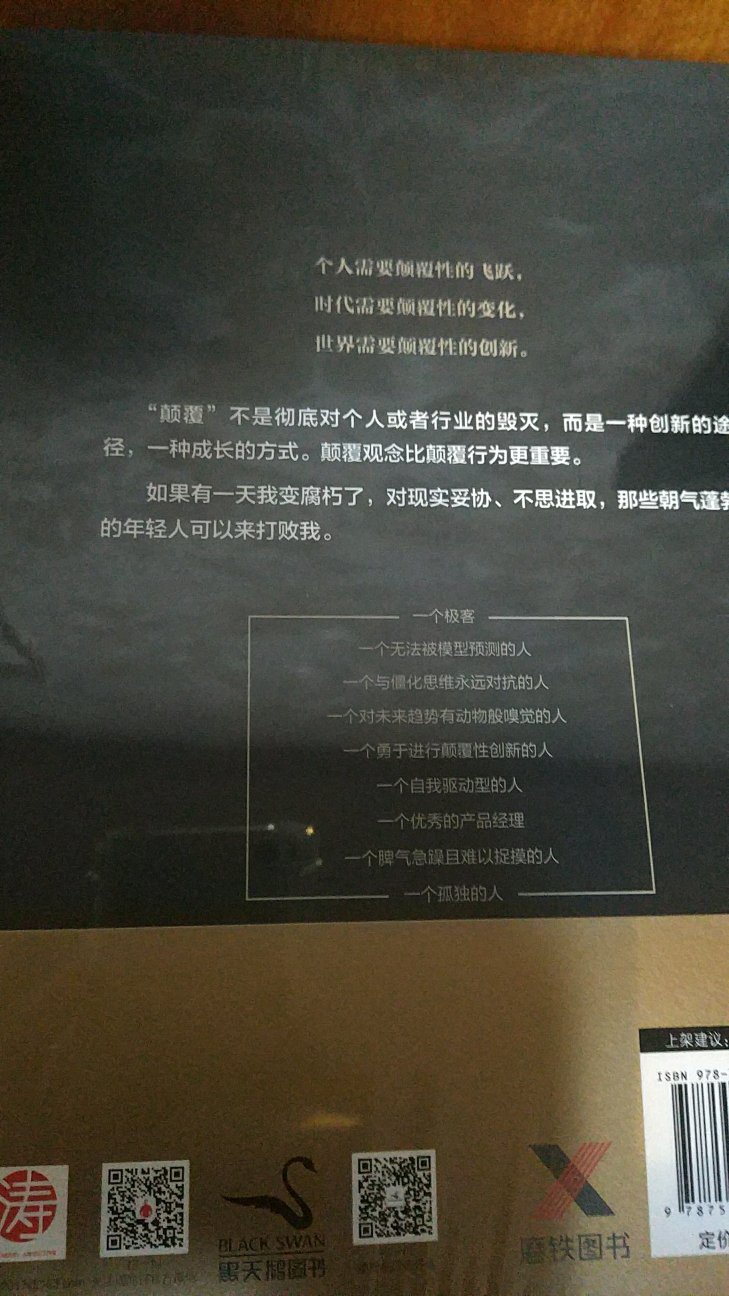 个人需要颠覆性的飞跃，
时代需要颠覆性的变化，
世界需要颠覆性的创新。
“颠覆”不是彻底对个人或者行业的毁灭，而是一种创新的途
径，一种成长的方式。颠覆观念比颠覆行为更重要。
如果有一天我变腐朽了，对现实妥协、不思进取，那些朝气蓬勃
的年轻人可以来打败我。
一个极客
一个无法被模型预测的人
一个与僵化思维永远对抗的人
一个对未来趋势有动物般嗅觉的人
一个勇于进行颠覆性创新的人
一个自我驱动型的人
一个优秀的产品经理
一个脾气急躁且难以捉摸的人
一个孤独的人
上架建议：
ISBN 978-
9 7875
定价
涛
BLACK SWAN
黑天鹅图书
磨铁图书